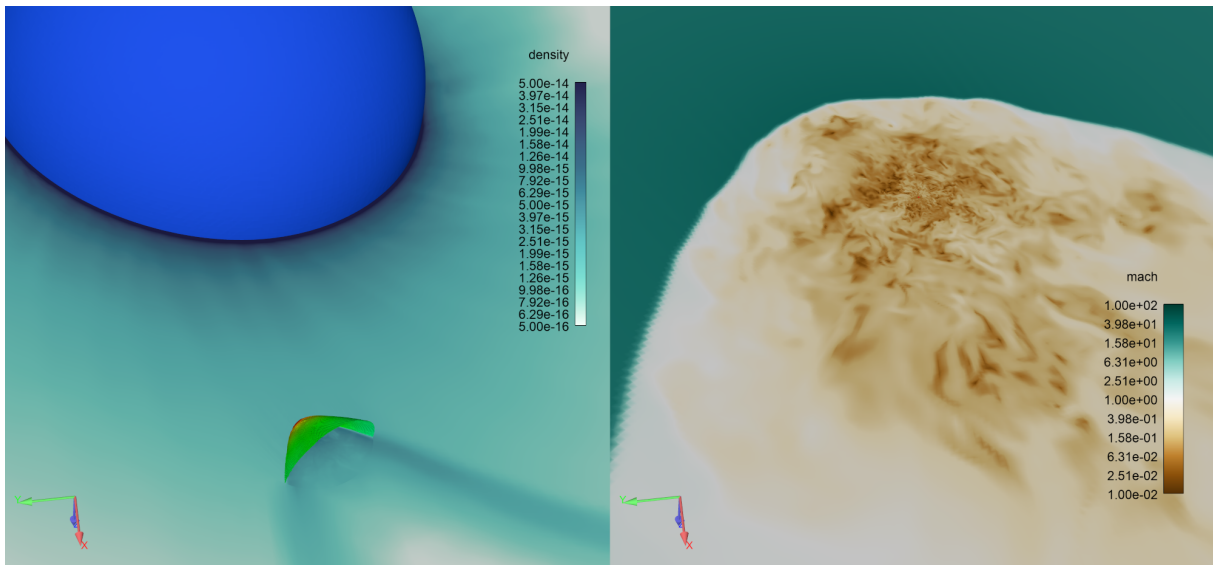 density
5.00e-14
3.97e-14
3.15e-14
2.51e-14
1.99e-14
1.58e-14
1.26e-14
9.98e-15
7.92e-15
6.29e-15
5.00e-15
3.97e-15
3.15e-15
2.51e-15
1.99e-15
1.58e-15
1.26e-15
9.98e-16
7.92e-16
6.29e-16
5.00e-16
Y
X
mach
1.00e+02
3.98e+01
1.58e+01
6.31e+00
2.51e+00
1.00e+00
3.98e-01
1.58e-01
6.31e-02
2.51e-02
1.00e-02
Y
X